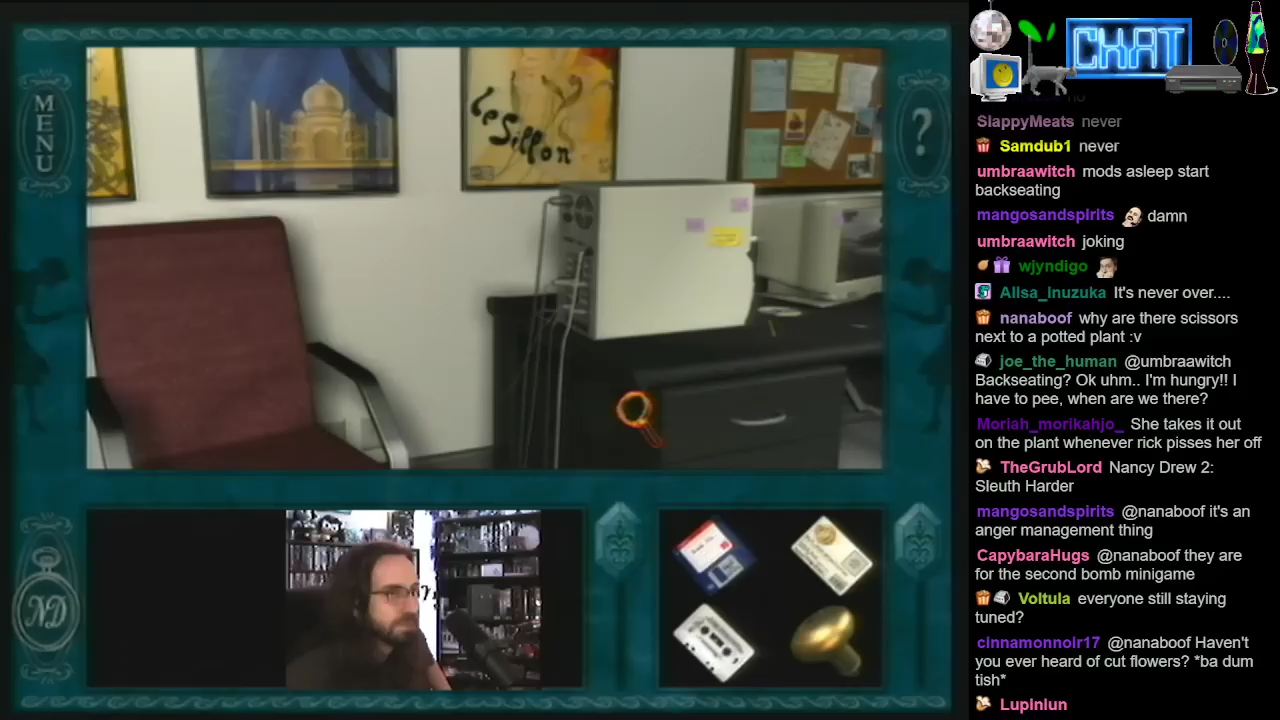 MENU
Le Sillon
?
ND
CHAT
no
SlappyMeats never
Samdub1 never
umbraawitch mods asleep start
backseating
mangosandspirits damn
umbraawitch joking
wjyndigo
Alisa_Inuzuka It's never over....
nanaboof why are there scissors
next to a potted plant :v
joe_the_human @umbraawitch
Backseating? Ok uhm.. I'm hungry!! I
have to pee, when are we there?
Moriah_morikahjo_ She takes it out
on the plant whenever rick pisses her off
TheGrubLord Nancy Drew 2:
Sleuth Harder
mangosandspirits @nanaboof it's an
anger management thing
CapybaraHugs @nanaboof they are
for the second bomb minigame
Voltula everyone still staying
tuned?
cinnamonnoir17 @nanaboof Haven't
you ever heard of cut flowers? *ba dum
tish*
Lupinlun